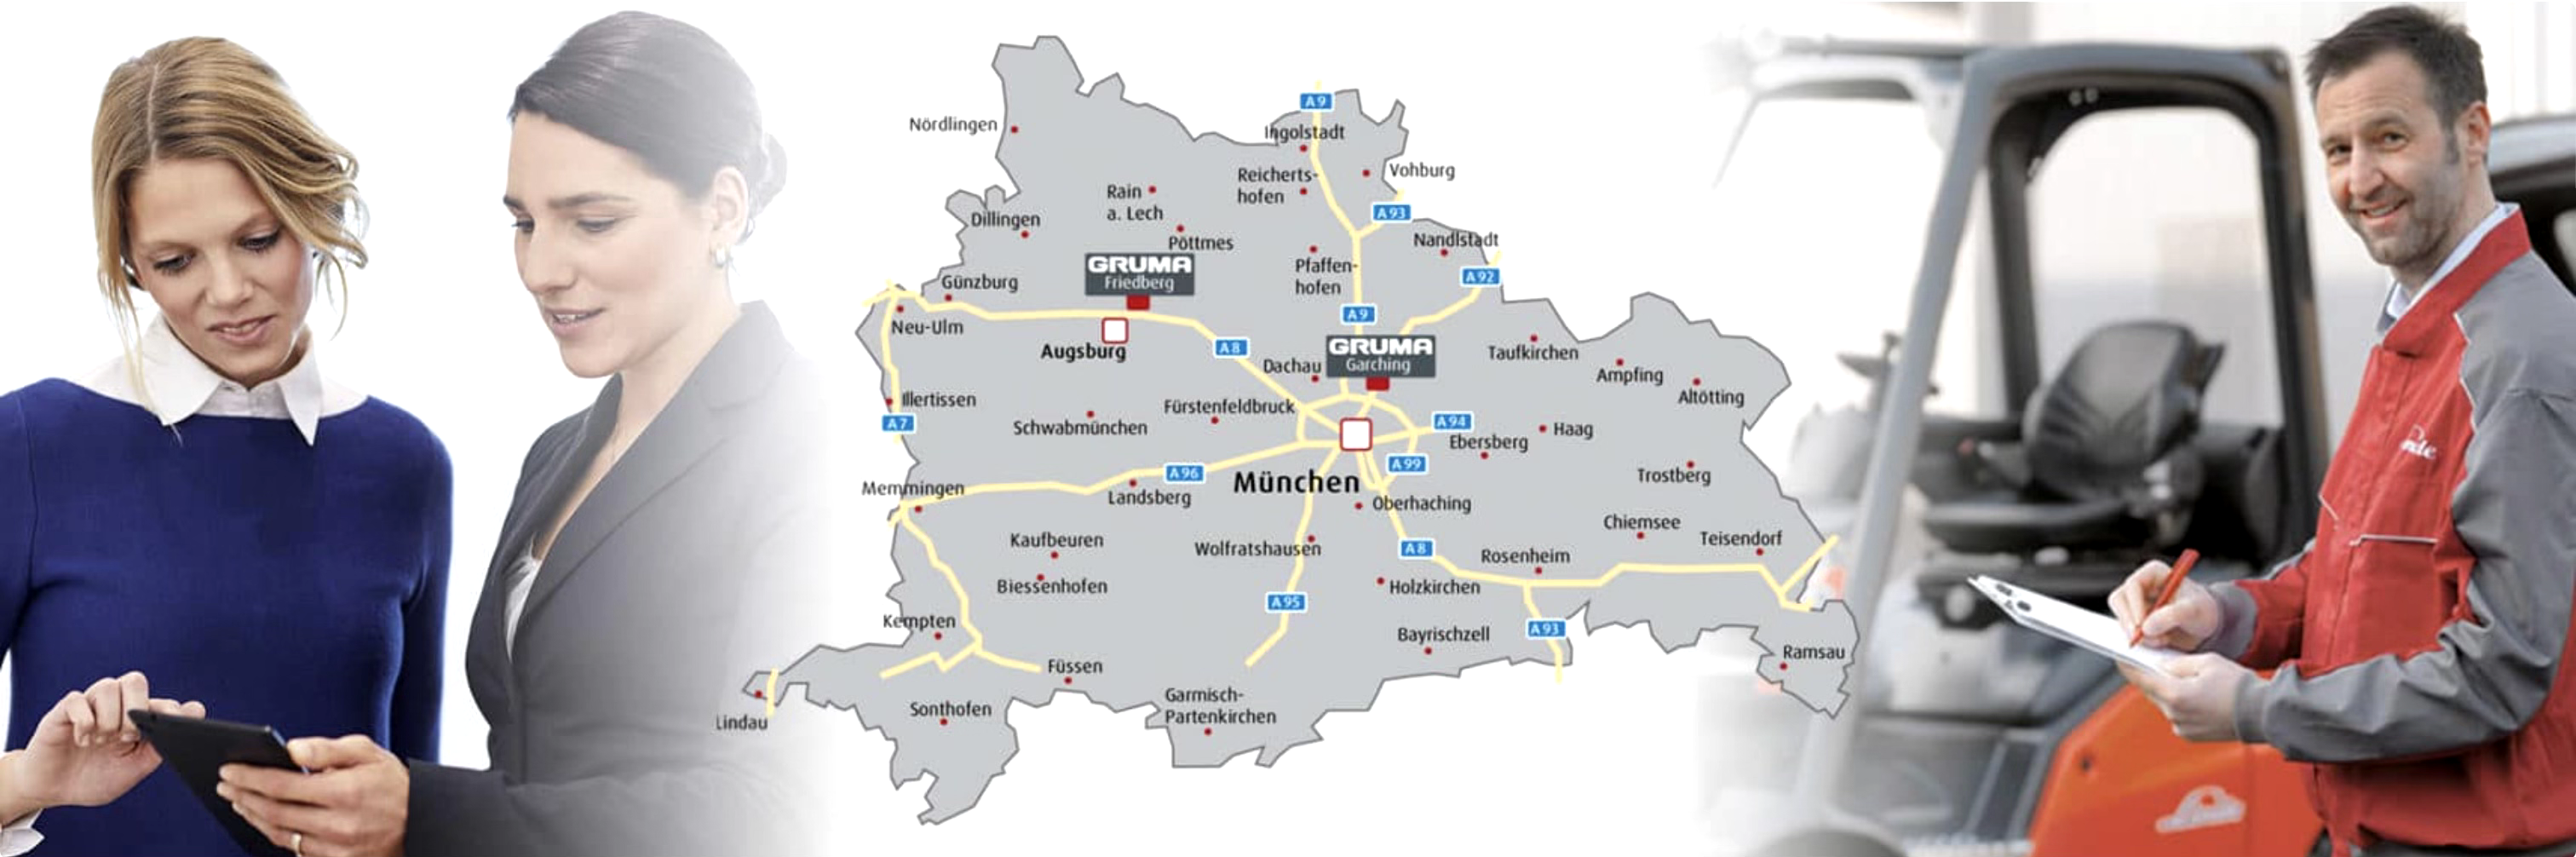 A9
Nördlingen
Ingolstadt
Reicherts-
hofen
Vohburg
Rain
a. Lech
A93
Dillingen
Pöttmes
Nandlstadt
GRUMA
Friedberg
Pfaffen-
hofen
A92
Günzburg
A9
Neu-Ulm
Augsburg
A8
GRUMA
Garching
Dachau
Taufkirchen
Ampfing
Altötting
Illertissen
Fürstenfeldbruck
A7
Schwabmünchen
A94
Ebersberg
Haag
A96
A99
München
Trostberg
Memmingen
Landsberg
Oberhaching
Kaufbeuren
Wolfratshausen
A8
Chiemsee
Teisendorf
Rosenheim
Biessenhofen
Holzkirchen
A95
Kempten
Bayrischzell
A93
Füssen
Ramsau
Garmisch-
Partenkirchen
Sonthofen
Lindau